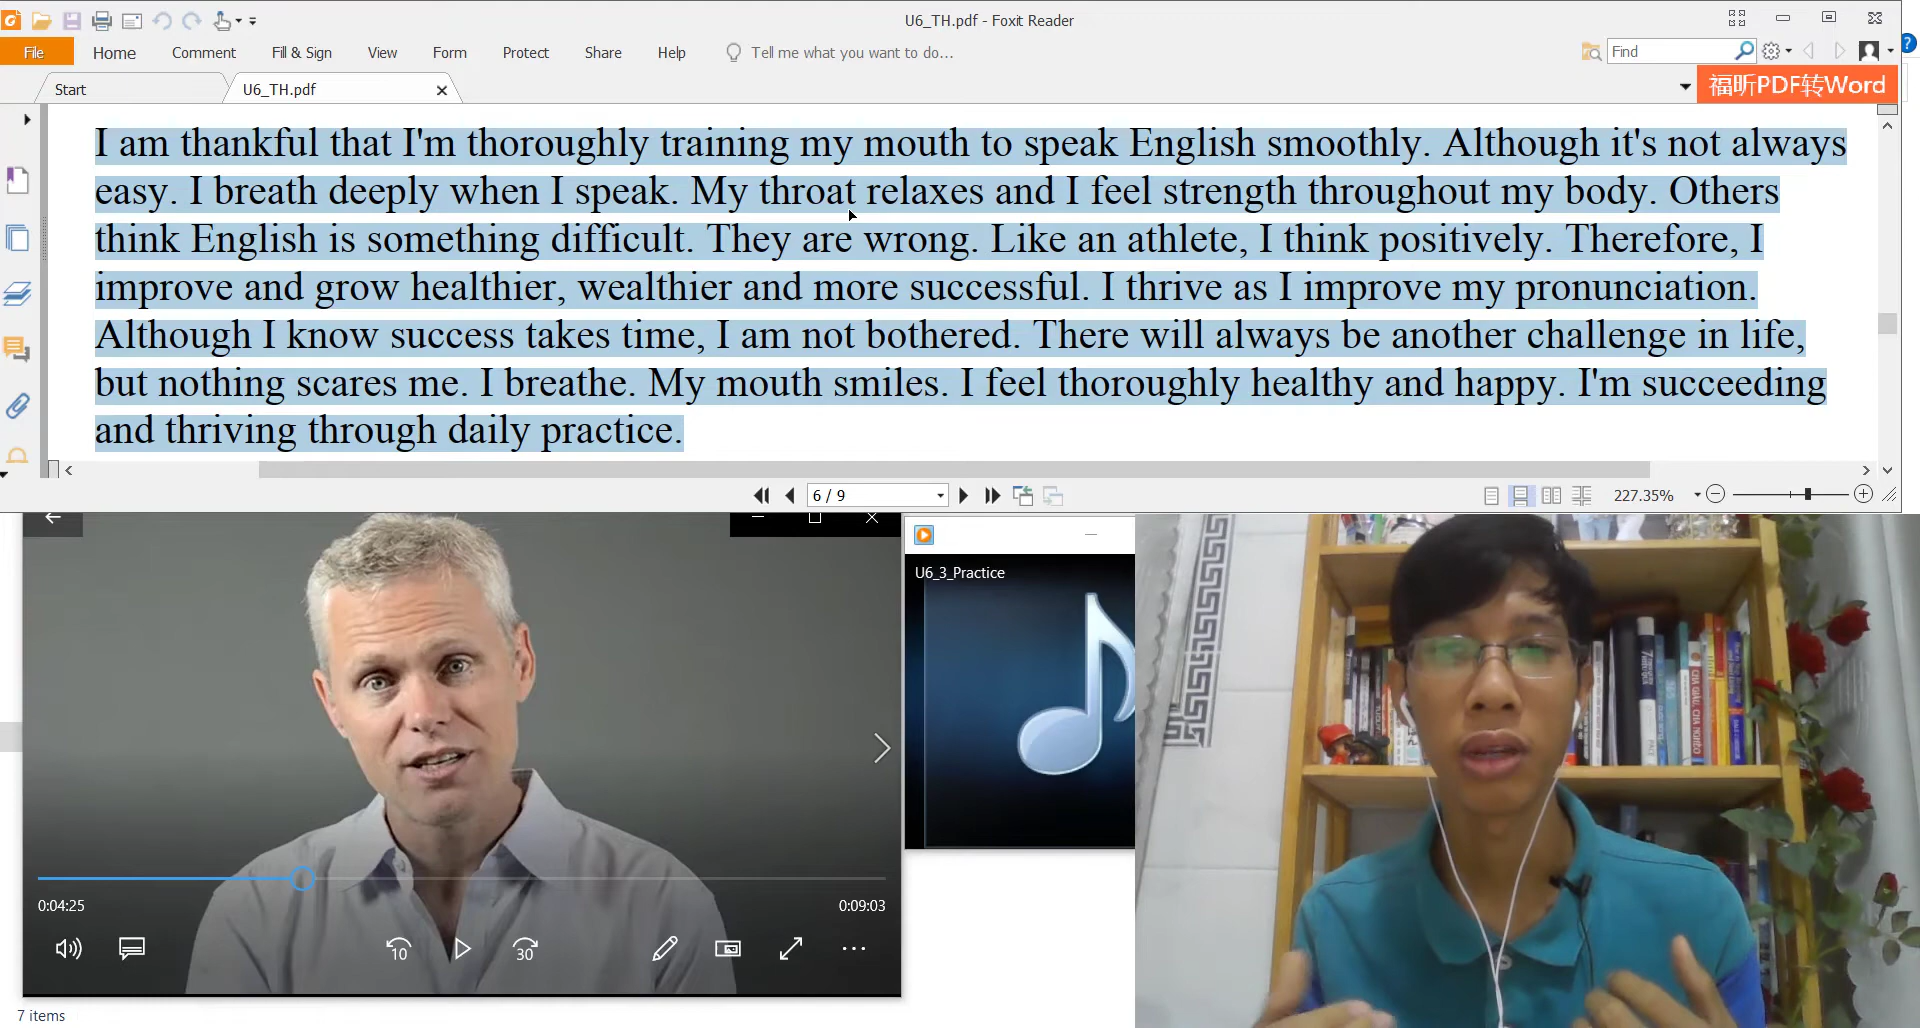 U6_TH.pdf - Foxit Reader
File Home Comment Fill & Sign View Form Protect Share Help Tell me what you want to do... Find
Start U6_TH.pdf 福昕PDF转Word
I am thankful that I'm thoroughly training my mouth to speak English smoothly. Although it's not always
easy. I breath deeply when I speak. My throat relaxes and I feel strength throughout my body. Others
think English is something difficult. They are wrong. Like an athlete, I think positively. Therefore, I
improve and grow healthier, wealthier and more successful. I thrive as I improve my pronunciation.
Although I know success takes time, I am not bothered. There will always be another challenge in life,
but nothing scares me. I breathe. My mouth smiles. I feel thoroughly healthy and happy. I'm succeeding
and thriving through daily practice.
6 / 9 227.35%
U6_3_Practice
0:04:25 0:09:03
10 30
7 items
CHA GIÀU, CHA NGHÈO